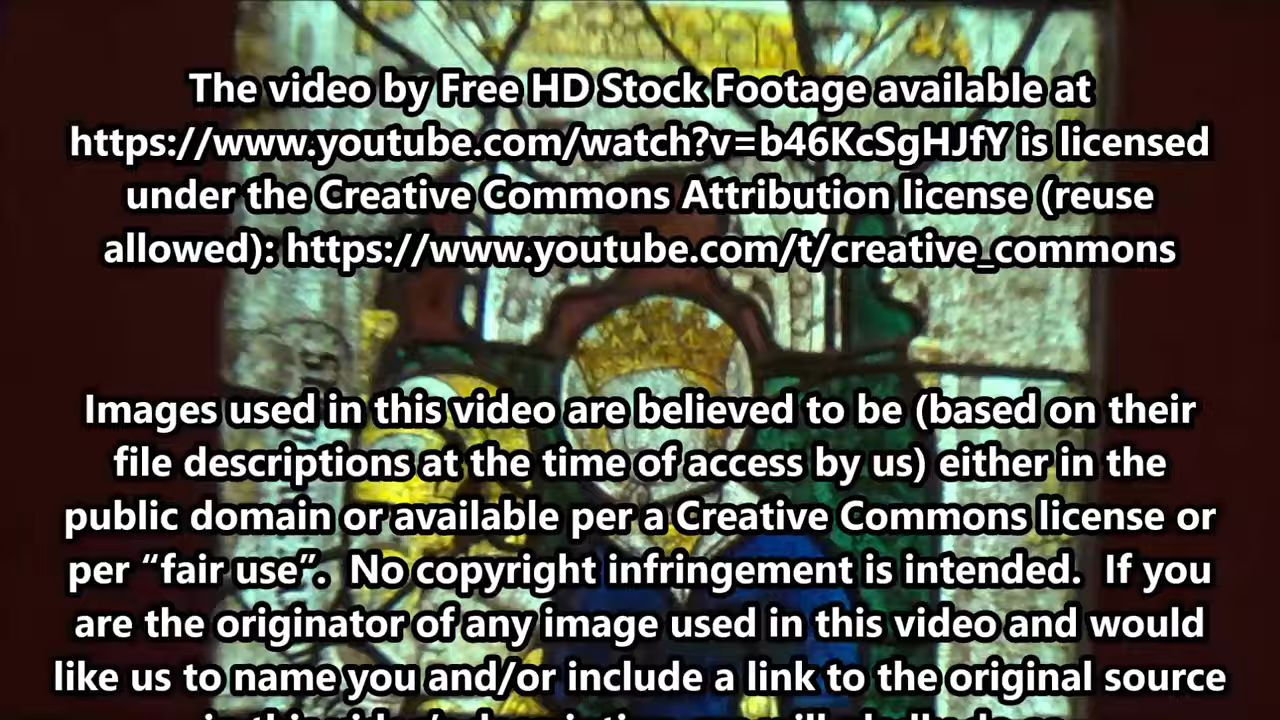 The video by Free HD Stock Footage available at
https://www.youtube.com/watch?v=b46KcSgHJfY is licensed
under the Creative Commons Attribution license (reuse
allowed): https://www.youtube.com/t/creative_commons
Images used in this video are believed to be (based on their
file descriptions at the time of access by us) either in the
public domain or available per a Creative Commons license or
per “fair use”.  No copyright infringement is intended.  If you
are the originator of any image used in this video and would
like us to name you and/or include a link to the original source